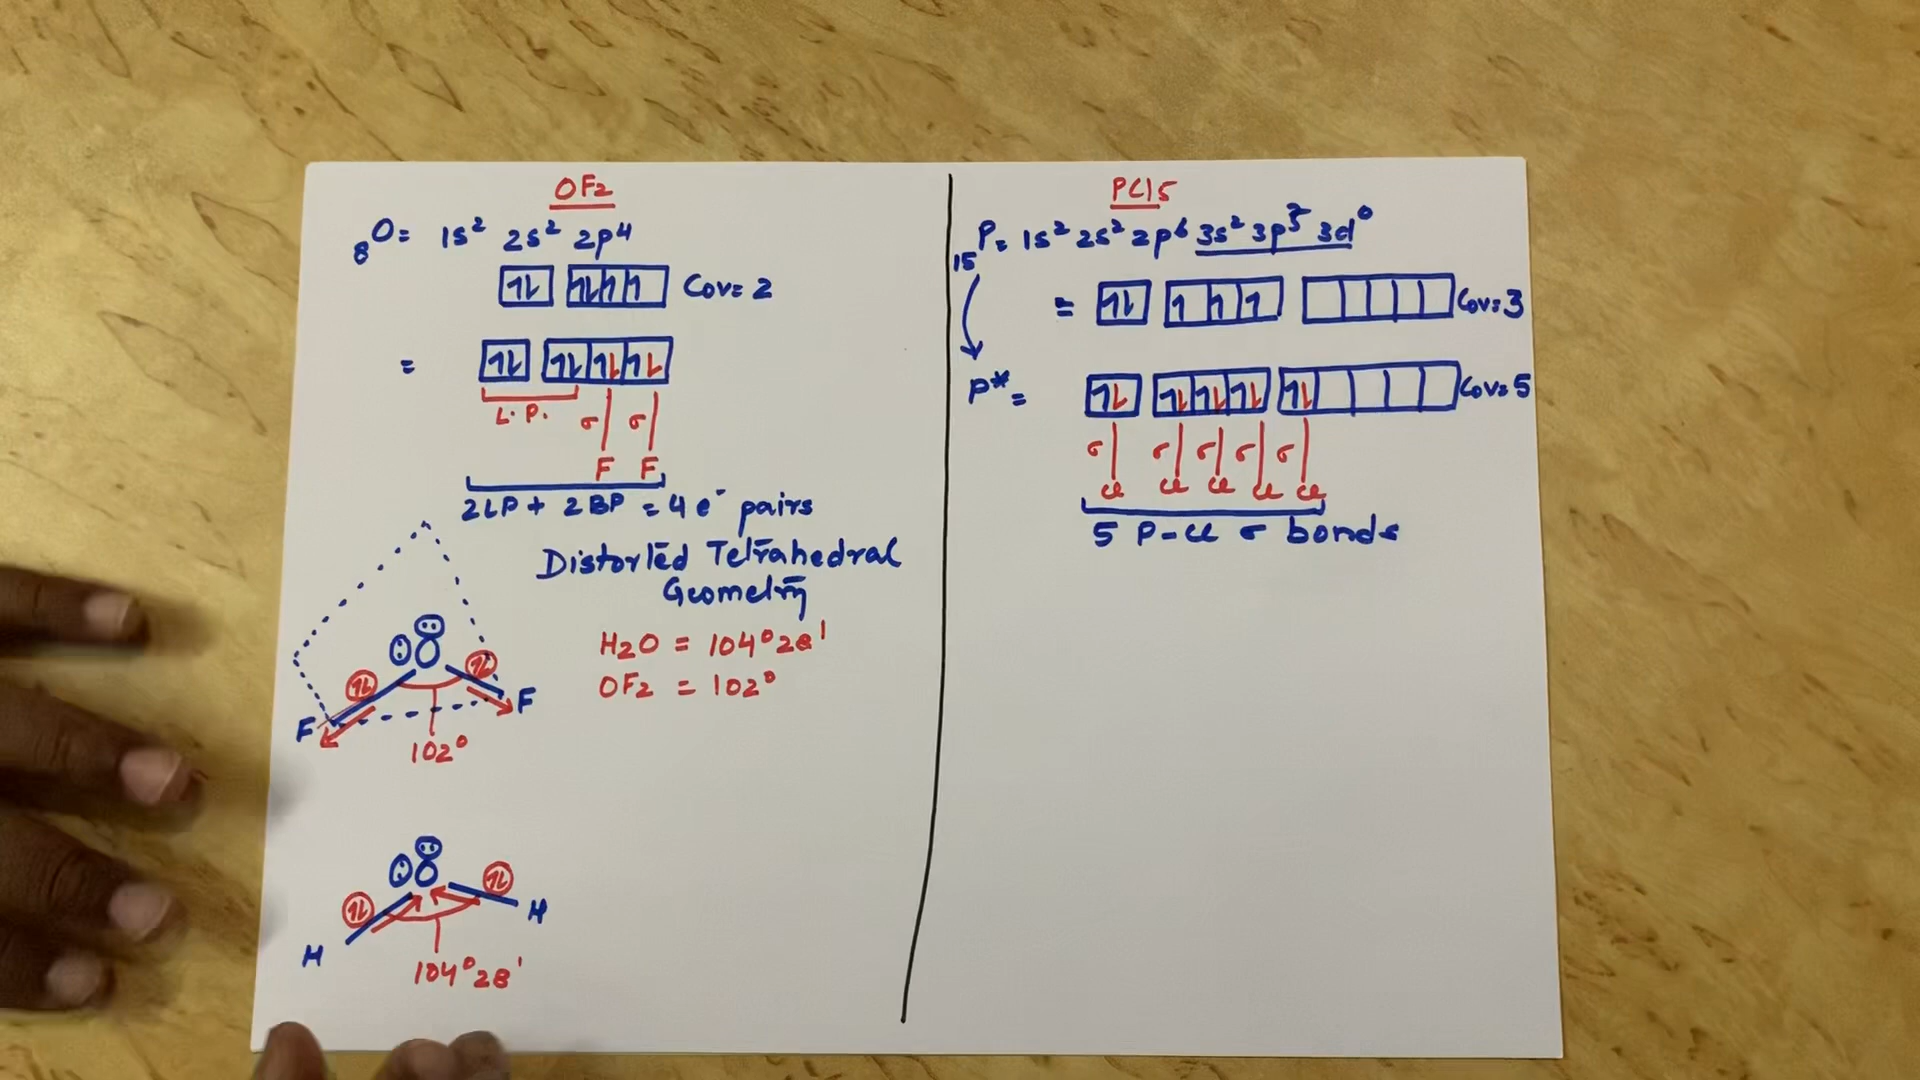 OF₂
₈O = 1s² 2s² 2p⁴
Cov = 2
=
L.P.
σ σ
F F
2LP + 2BP = 4 e⁻ pairs
Distorted Tetrahedral
Geometry
H₂O = 104°28'
OF₂ = 102°
O
F F
102°
O
H H
104°28'
PCl₅
₁₅P = 1s² 2s² 2p⁶ 3s² 3p³ 3d⁰
= Cov = 3
P* = Cov = 5
σ σ σ σ σ
Cl Cl Cl Cl Cl
5 P-Cl σ bonds